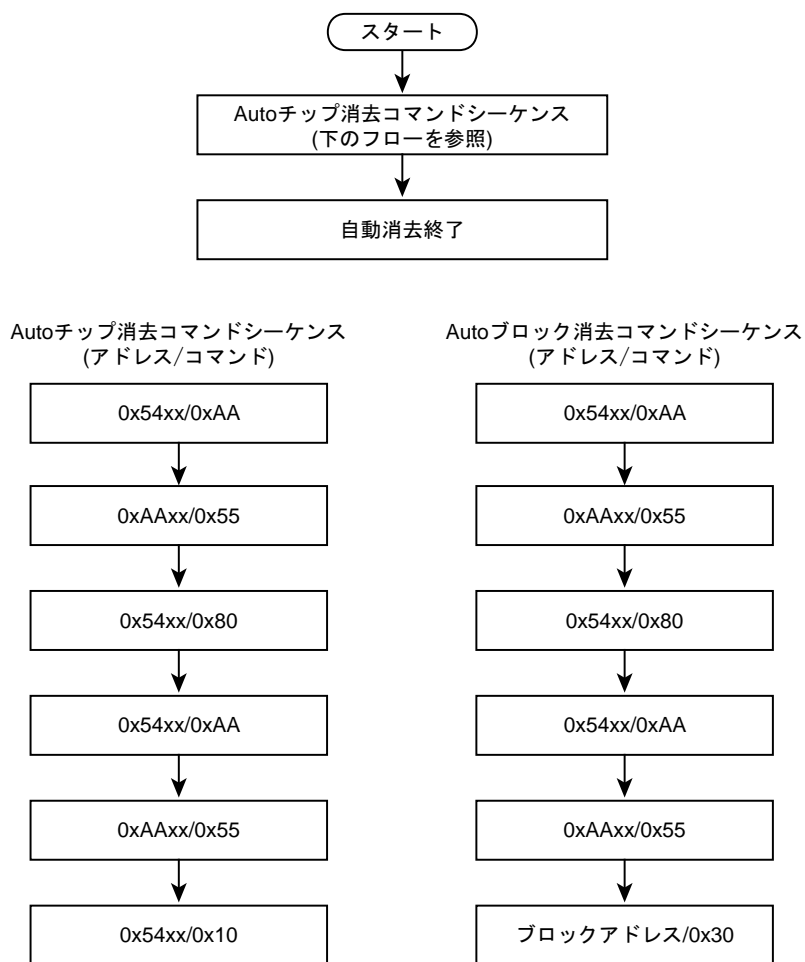 スタート
Autoチップ消去コマンドシーケンス
(下のフローを参照)
自動消去終了
Autoチップ消去コマンドシーケンス
(アドレス/コマンド)
0x54xx/0xAA
0xAAxx/0x55
0x54xx/0x80
0x54xx/0xAA
0xAAxx/0x55
0x54xx/0x10
Autoブロック消去コマンドシーケンス
(アドレス/コマンド)
0x54xx/0xAA
0xAAxx/0x55
0x54xx/0x80
0x54xx/0xAA
0xAAxx/0x55
ブロックアドレス/0x30